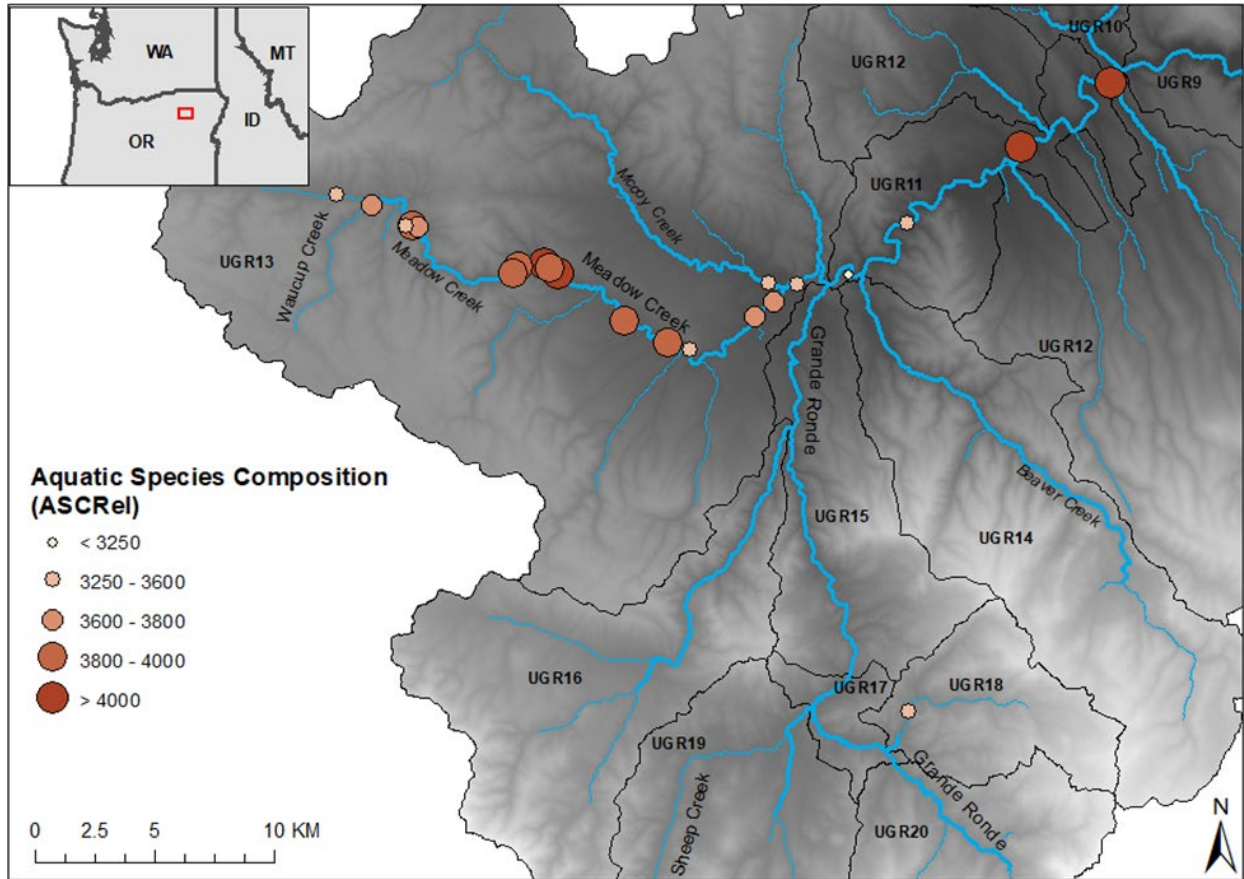 WA
MT
OR
ID
UGR10
UGR12
UGR9
UGR11
Mccoy Creek
UGR13
Waucup Creek
Meadow Creek
Meadow Creek
Grande Ronde
UGR12
Beaver Creek
UGR15
UGR14
Aquatic Species Composition
(ASCRel)
< 3250
3250 - 3600
3600 - 3800
3800 - 4000
> 4000
UGR16
UGR17
UGR18
UGR19
Sheep Creek
Grande Ronde
UGR20
0 2.5 5 10 KM
N